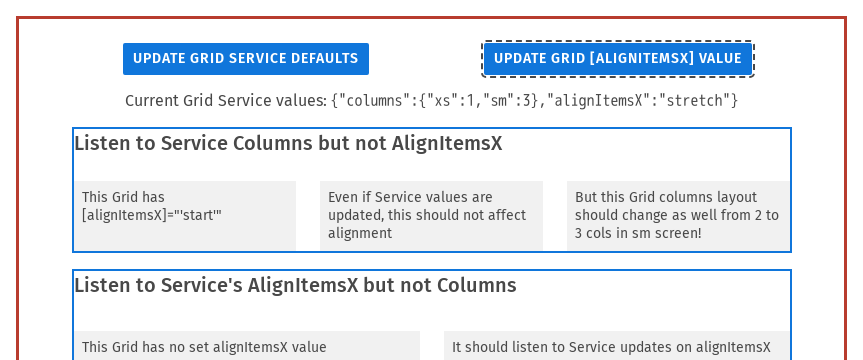 UPDATE GRID SERVICE DEFAULTS
UPDATE GRID [ALIGNITEMSX] VALUE
Current Grid Service values: {"columns":{"xs":1,"sm":3},"alignItemsX":"stretch"}
Listen to Service Columns but not AlignItemsX
This Grid has
[alignItemsX]="'start'"
Even if Service values are
updated, this should not affect
alignment
But this Grid columns layout
should change as well from 2 to
3 cols in sm screen!
Listen to Service's AlignItemsX but not Columns
This Grid has no set alignItemsX value
It should listen to Service updates on alignItemsX